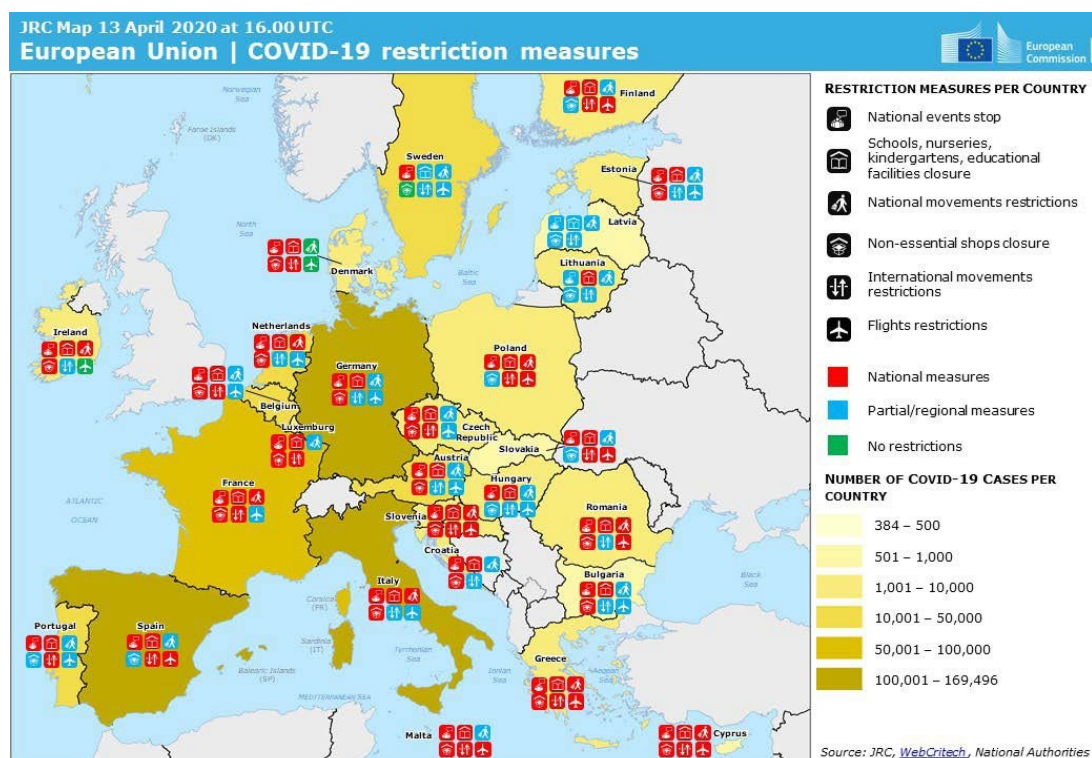 JRC Map 13 April 2020 at 16.00 UTC
European Union | COVID-19 restriction measures
European
Commission
Norwegian
Sea
Faroe Islands
(DK)
Finland
Sweden
Estonia
North
Sea
Latvia
Denmark
Baltic
Sea
Lithuania
Ireland
Netherlands
Poland
Germany
Belgium
Czech
Republic
Luxemburg
Slovakia
Austria
ATLANTIC
OCEAN
France
Hungary
Slovenia
Romania
Croatia
Black
Sea
Bulgaria
Italy
Corsica
(FR)
Portugal
Spain
Sardinia
(IT)
Tyrrhenian
Sea
Balearic Islands
(SP)
Ionian
Sea
Greece
Aegean
Sea
MEDITERRANEAN SEA
Malta
Cyprus
RESTRICTION MEASURES PER COUNTRY
National events stop
Schools, nurseries,
kindergartens, educational
facilities closure
National movements restrictions
Non-essential shops closure
International movements
restrictions
Flights restrictions
National measures
Partial/regional measures
No restrictions
NUMBER OF COVID-19 CASES PER
COUNTRY
384 – 500
501 – 1,000
1,001 – 10,000
10,001 – 50,000
50,001 – 100,000
100,001 – 169,496
Source: JRC, WebCritech, National Authorities